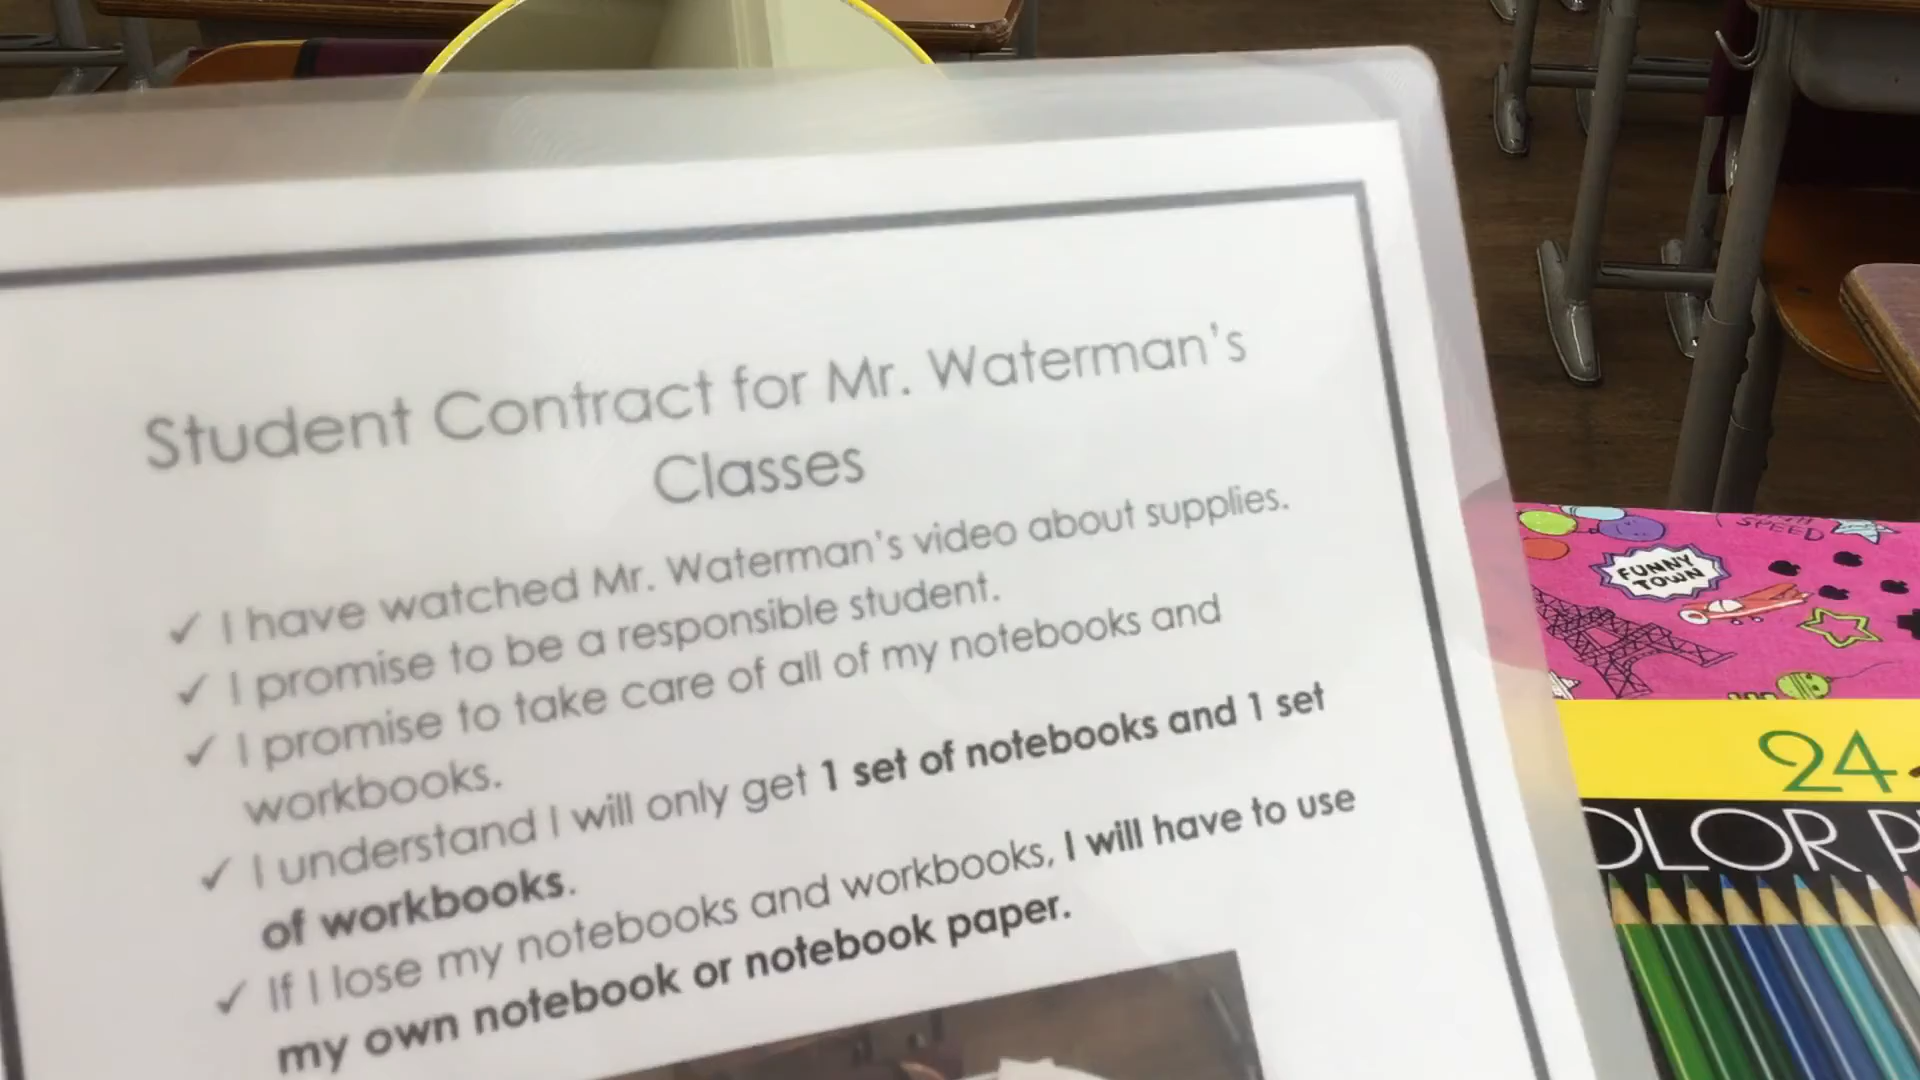 Student Contract for Mr. Waterman's
Classes
✓ I have watched Mr. Waterman's video about supplies.
✓ I promise to be a responsible student.
✓ I promise to take care of all of my notebooks and
workbooks.
✓ I understand I will only get 1 set of notebooks and 1 set
of workbooks.
✓ If I lose my notebooks and workbooks, I will have to use
my own notebook or notebook paper.
SPEED
FUNNY
TOWN
24
OLOR P